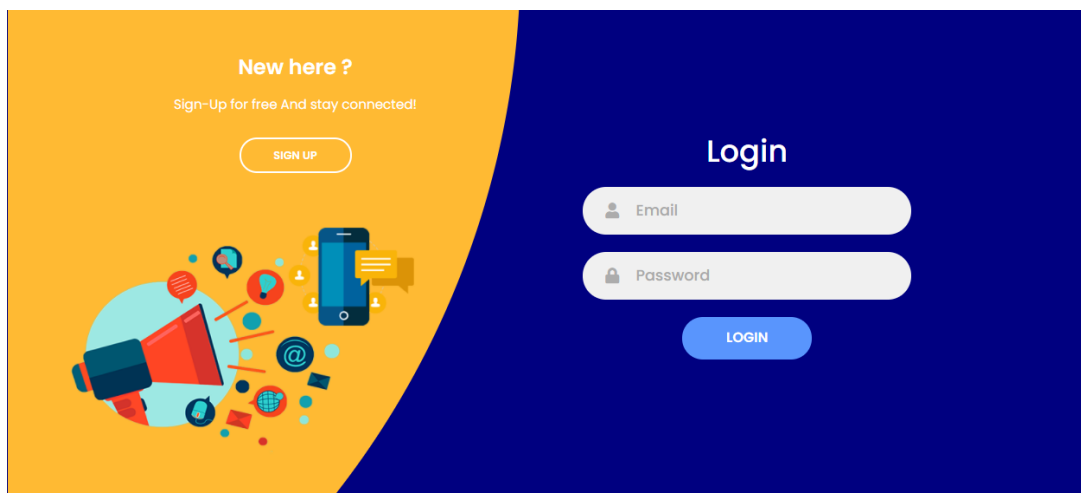 New here ?
Sign-Up for free And stay connected!
SIGN UP
Login
Email
Password
LOGIN
@